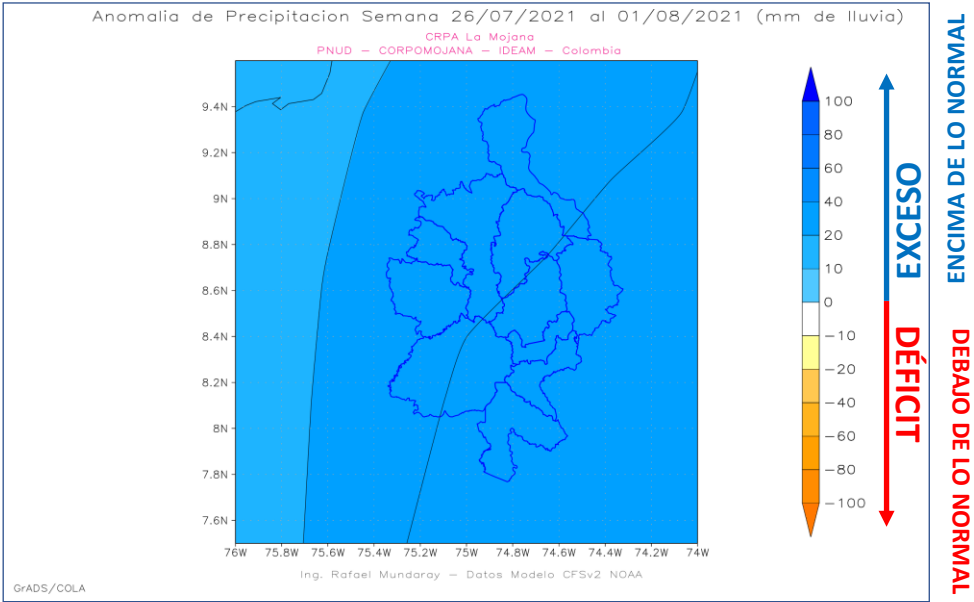 Anomalia de Precipitacion Semana 26/07/2021 al 01/08/2021 (mm de lluvia)
CRPA La Mojana
PNUD – CORPOMOJANA – IDEAM – Colombia
9.4N
9.2N
9N
8.8N
8.6N
8.4N
8.2N
8N
7.8N
7.6N
76W 75.8W 75.6W 75.4W 75.2W 75W 74.8W 74.6W 74.4W 74.2W 74W
100
80
60
40
20
10
0
−10
−20
−40
−60
−80
−100
EXCESO
DÉFICIT
ENCIMA DE LO NORMAL
DEBAJO DE LO NORMAL
Ing. Rafael Mundaray – Datos Modelo CFSv2 NOAA
GrADS/COLA